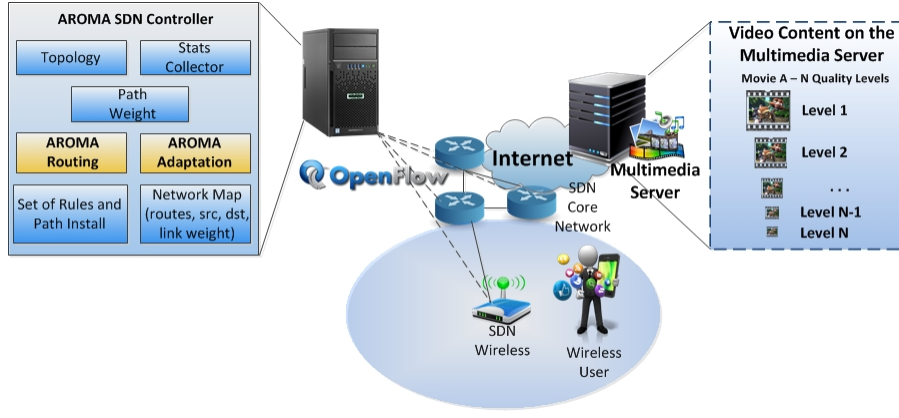 AROMA SDN Controller
Topology
Stats
Collector
Path
Weight
AROMA
Routing
AROMA
Adaptation
Set of Rules and
Path Install
Network Map
(routes, src, dst,
link weight)
OpenFlow
Internet
Multimedia
Server
SDN
Core
Network
SDN
Wireless
Wireless
User
Video Content on the
Multimedia Server
Movie A – N Quality Levels
Level 1
Level 2
...
Level N-1
Level N